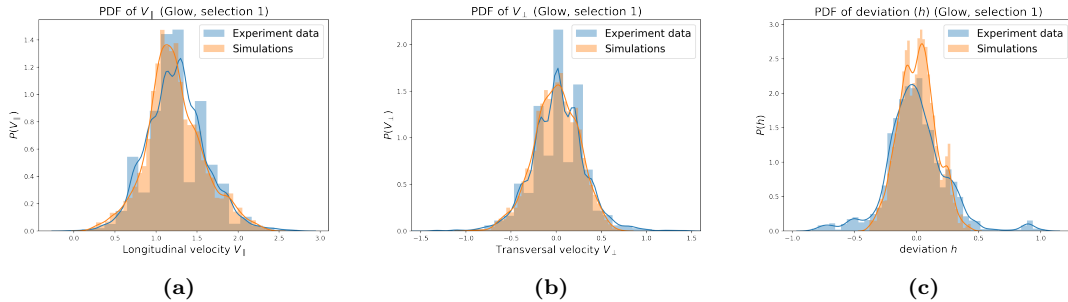 PDF of V∥ (Glow, selection 1)
Experiment data
Simulations
P(V∥)
1.4
1.2
1.0
0.8
0.6
0.4
0.2
0.0
0.0 0.5 1.0 1.5 2.0 2.5 3.0
Longitudinal velocity V∥
(a)
PDF of V⊥ (Glow, selection 1)
Experiment data
Simulations
P(V⊥)
2.0
1.5
1.0
0.5
0.0
−1.5 −1.0 −0.5 0.0 0.5 1.0 1.5
Transversal velocity V⊥
(b)
PDF of deviation (h) (Glow, selection 1)
Experiment data
Simulations
P(h)
3.0
2.5
2.0
1.5
1.0
0.5
0.0
−1.0 −0.5 0.0 0.5 1.0
deviation h
(c)